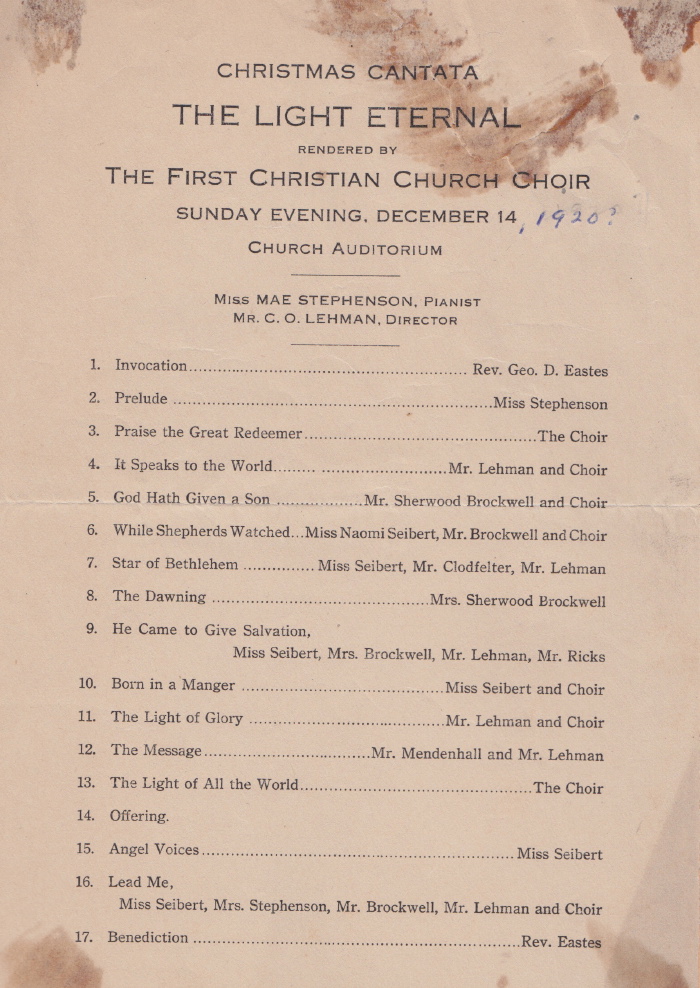 CHRISTMAS CANTATA
THE LIGHT ETERNAL
RENDERED BY
THE FIRST CHRISTIAN CHURCH CHOIR
SUNDAY EVENING, DECEMBER 14, 1920?
CHURCH AUDITORIUM
MISS MAE STEPHENSON, PIANIST
MR. C. O. LEHMAN, DIRECTOR
1. Invocation........................................................ Rev. Geo. D. Eastes
2. Prelude ................................................................Miss Stephenson
3. Praise the Great Redeemer...............................................The Choir
4. It Speaks to the World........ ........................Mr. Lehman and Choir
5. God Hath Given a Son .................Mr. Sherwood Brockwell and Choir
6. While Shepherds Watched...Miss Naomi Seibert, Mr. Brockwell and Choir
7. Star of Bethlehem .............. Miss Seibert, Mr. Clodfelter, Mr. Lehman
8. The Dawning ...........................................Mrs. Sherwood Brockwell
9. He Came to Give Salvation,
Miss Seibert, Mrs. Brockwell, Mr. Lehman, Mr. Ricks
10. Born in a Manger ........................................Miss Seibert and Choir
11. The Light of Glory .......................................Mr. Lehman and Choir
12. The Message.................................Mr. Mendenhall and Mr. Lehman
13. The Light of All the World..............................................The Choir
14. Offering.
15. Angel Voices............................................................. Miss Seibert
16. Lead Me,
Miss Seibert, Mrs. Stephenson, Mr. Brockwell, Mr. Lehman and Choir
17. Benediction .................................................................Rev. Eastes